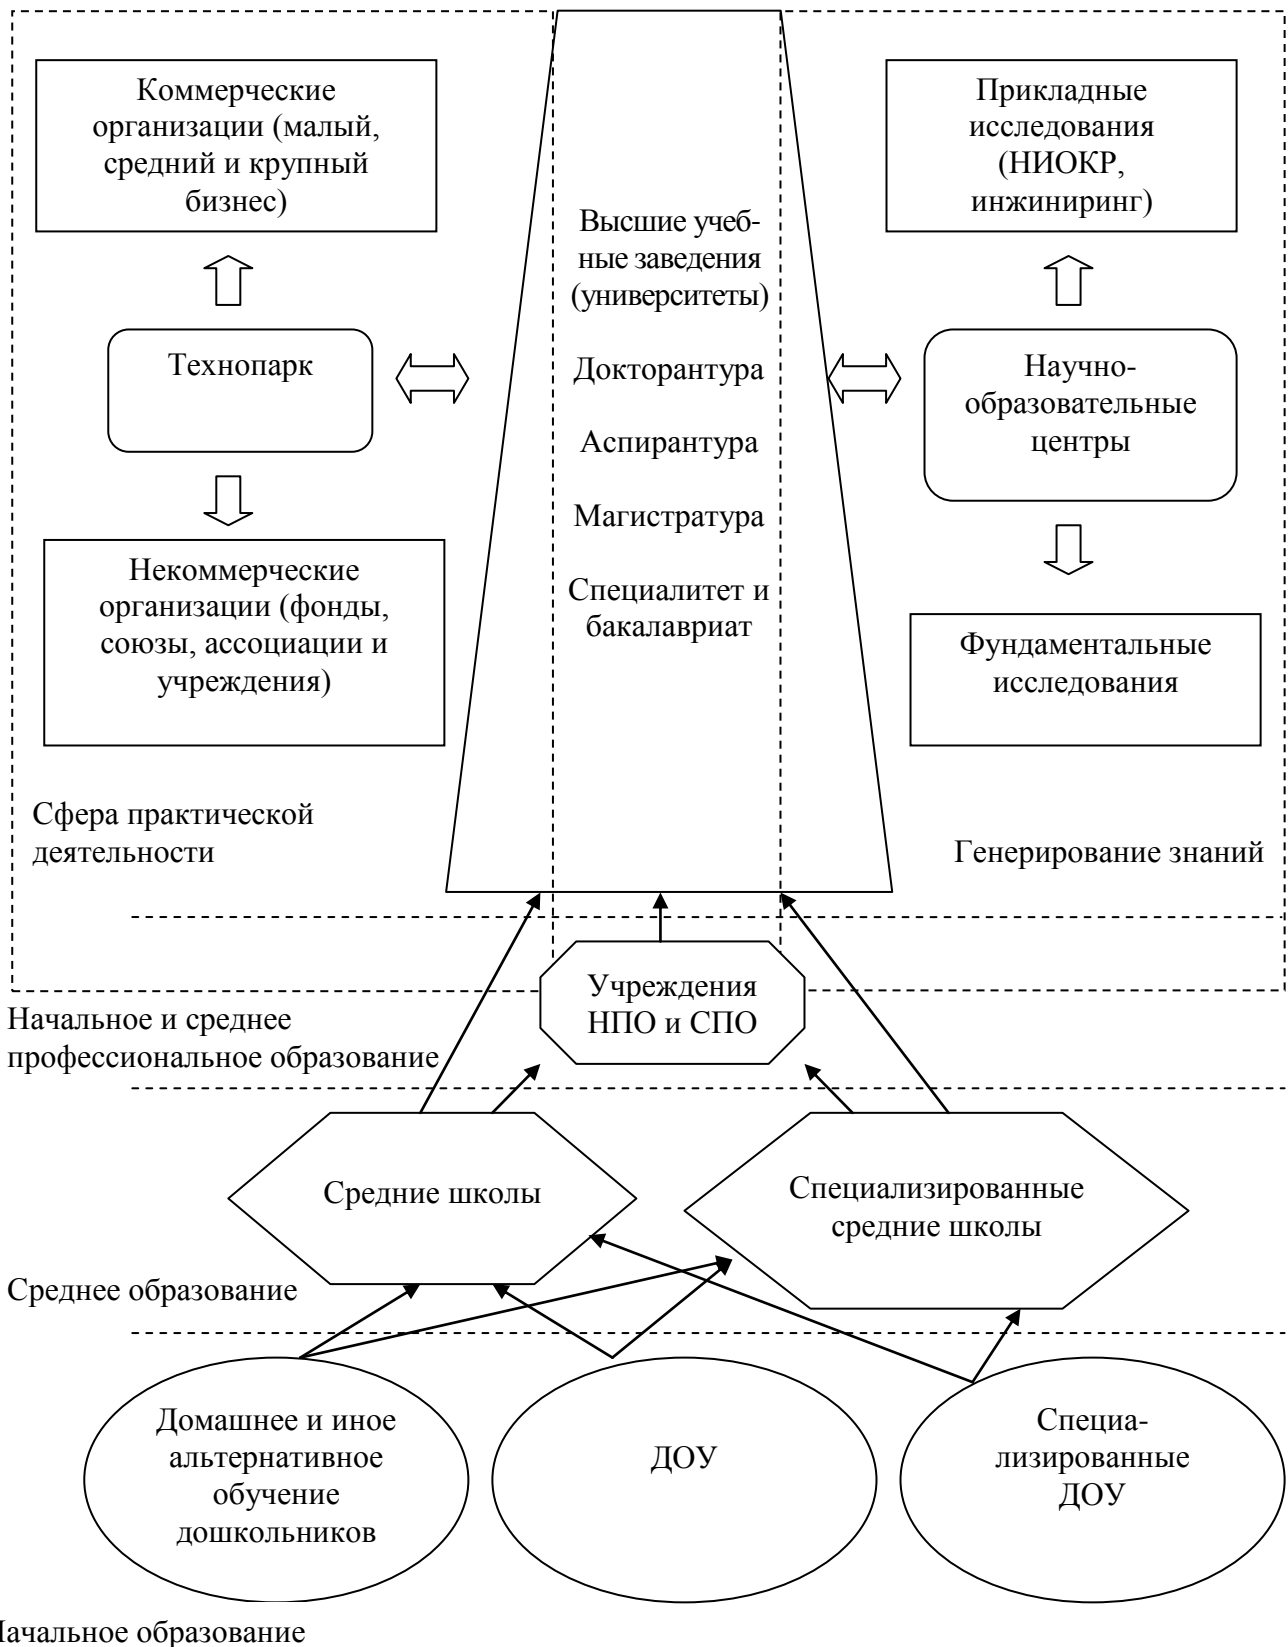 Коммерческие
организации (малый,
средний и крупный
бизнес)
Прикладные
исследования
(НИОКР,
инжиниринг)
Высшие учеб-
ные заведения
(университеты)
Докторантура
Аспирантура
Магистратура
Специалитет и
бакалавриат
Технопарк
Научно-
образовательные
центры
Некоммерческие
организации (фонды,
союзы, ассоциации и
учреждения)
Фундаментальные
исследования
Сфера практической
деятельности
Генерирование знаний
Учреждения
НПО и СПО
Начальное и среднее
профессиональное образование
Средние школы
Специализированные
средние школы
Среднее образование
Домашнее и иное
альтернативное
обучение
дошкольников
ДОУ
Специа-
лизированные
ДОУ
Начальное образование